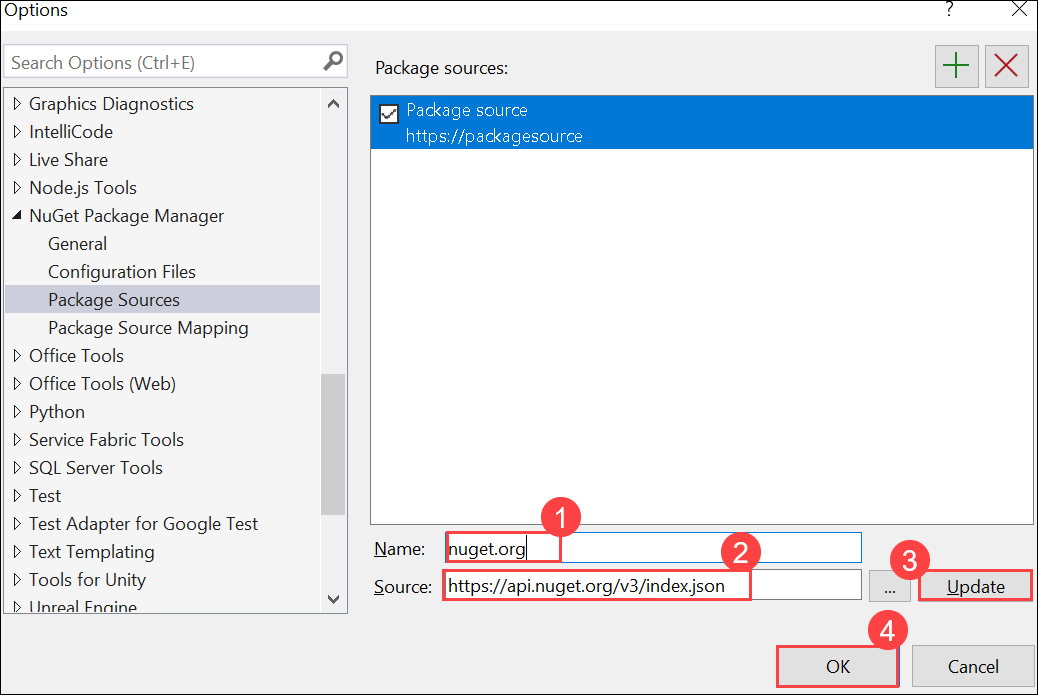 Options
?
Search Options (Ctrl+E)
Graphics Diagnostics
IntelliCode
Live Share
Node.js Tools
NuGet Package Manager
General
Configuration Files
Package Sources
Package Source Mapping
Office Tools
Office Tools (Web)
Python
Service Fabric Tools
SQL Server Tools
Test
Test Adapter for Google Test
Text Templating
Tools for Unity
Unreal Engine
Package sources:
Package source
https://packagesource
1
Name: nuget.org
2
Source: https://api.nuget.org/v3/index.json
...
3
Update
4
OK
Cancel